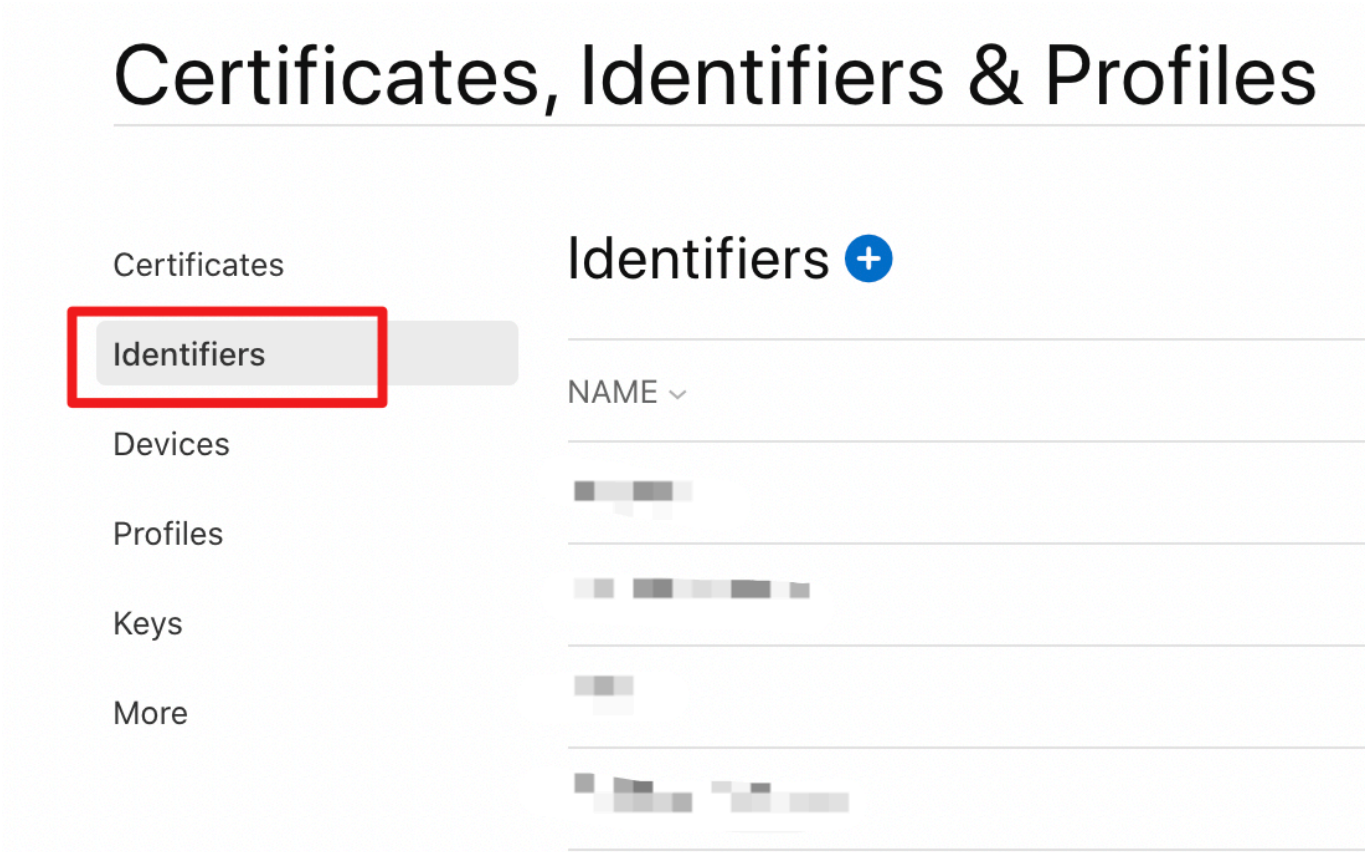 Certificates, Identifiers & Profiles
Certificates
Identifiers
Devices
Profiles
Keys
More
Identifiers
NAME